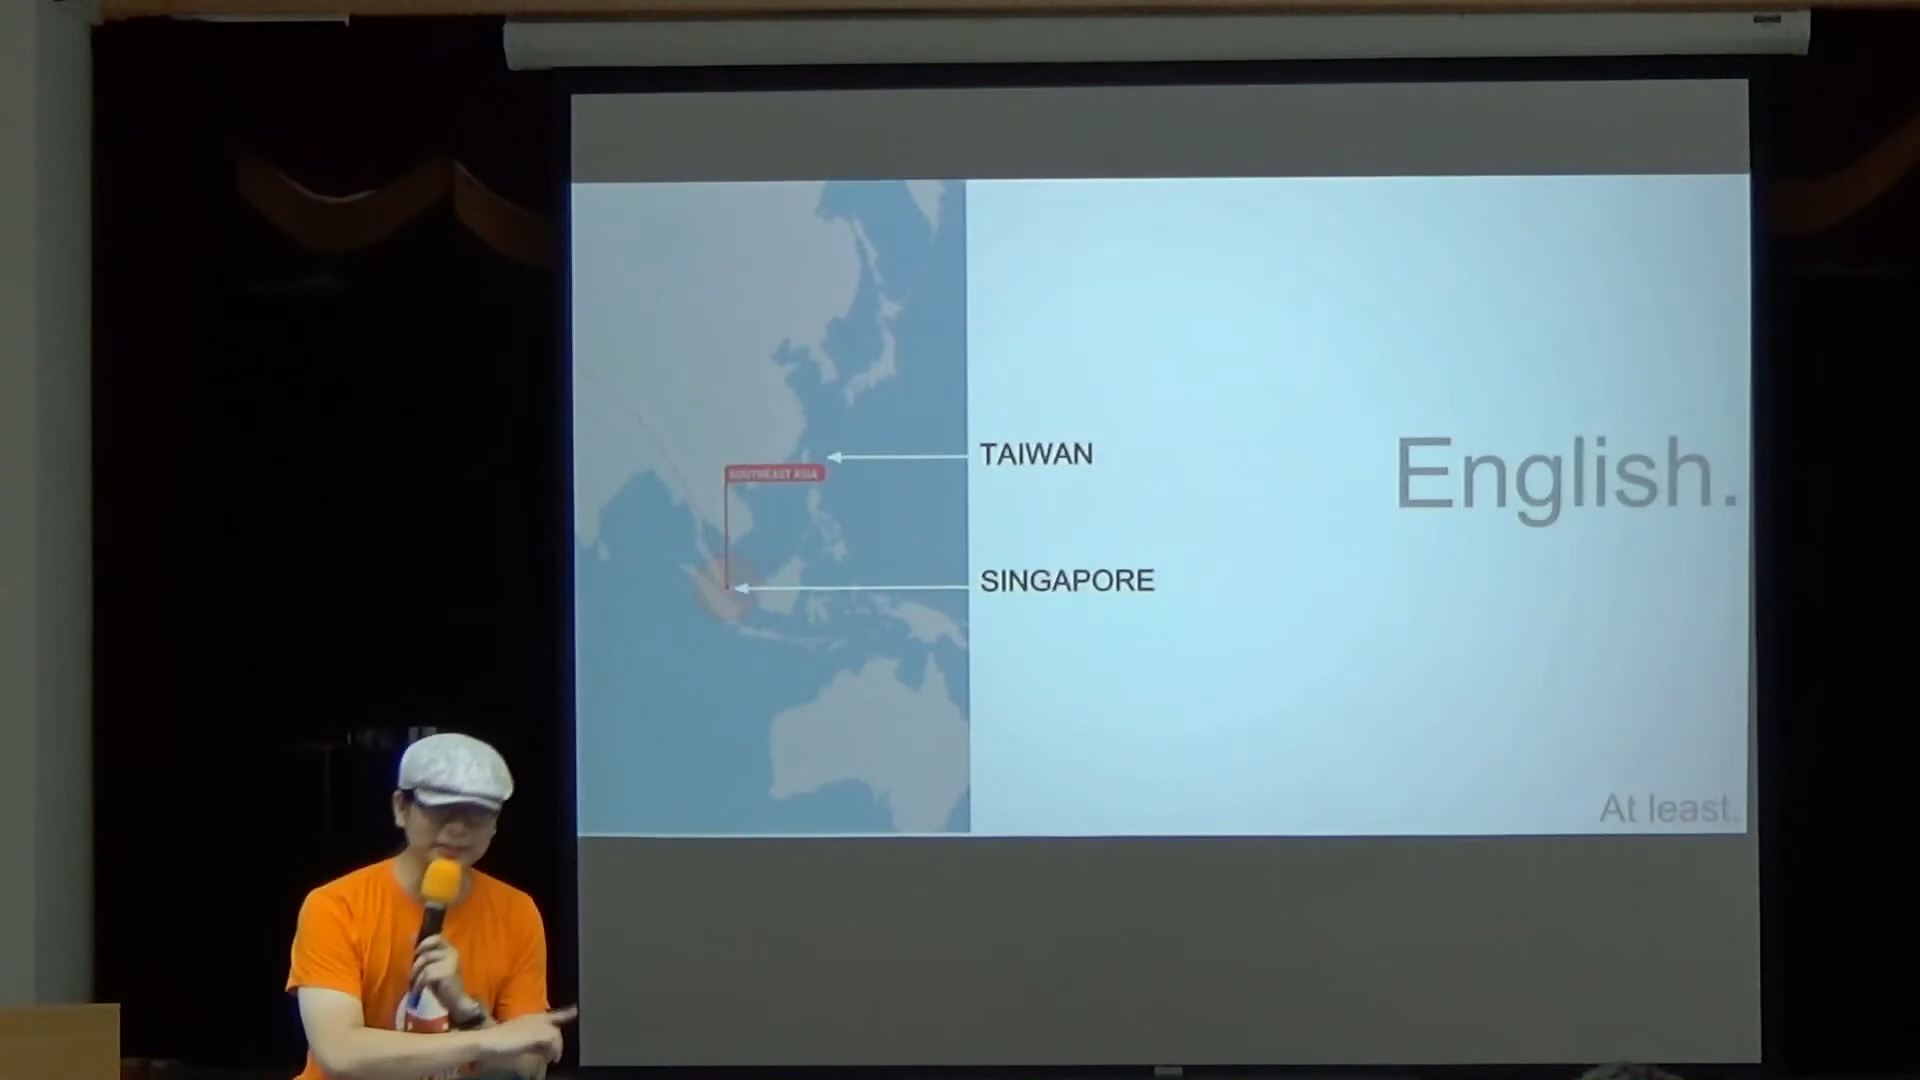 TAIWAN
SOUTHEAST ASIA
English.
SINGAPORE
At least.